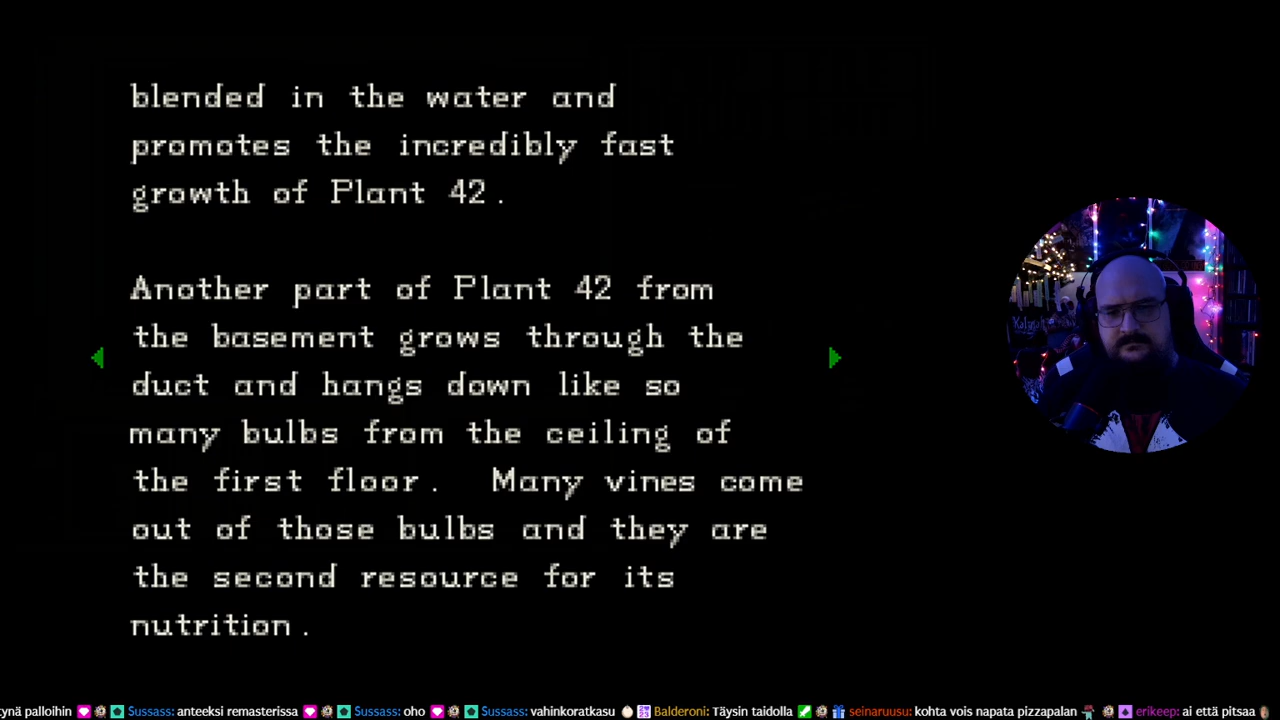 blended in the water and
promotes the incredibly fast
growth of Plant 42.
Another part of Plant 42 from
the basement grows through the
duct and hangs down like so
many bulbs from the ceiling of
the first floor. Many vines come
out of those bulbs and they are
the second resource for its
nutrition.
tynä palloihin Sussass: anteeksi remasterissa Sussass: oho Sussass: vahinkoratkasu Balderoni: Täysin taidolla seinaruusu: kohta vois napata pizzapalan erikeep: ai että pitsaa